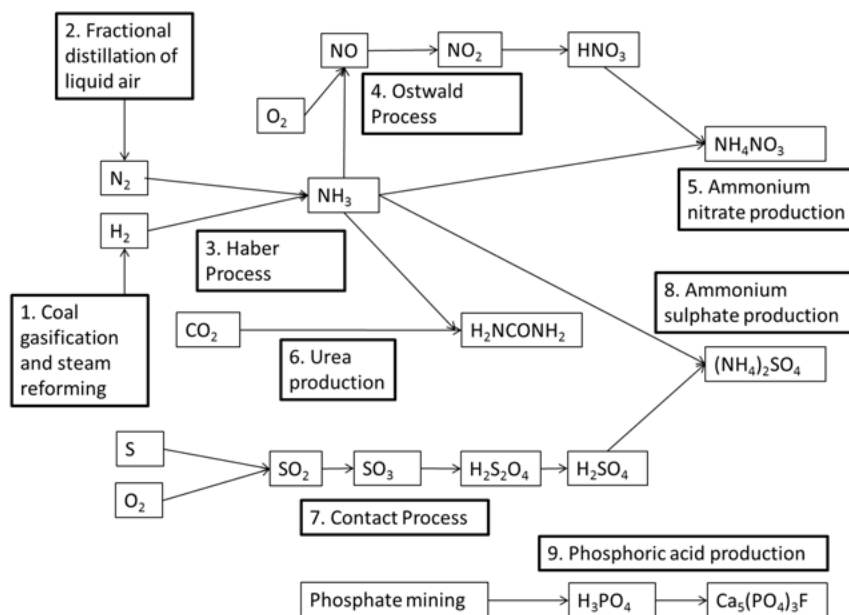 2. Fractional
distillation of
liquid air
NO
NO₂
HNO₃
4. Ostwald
Process
O₂
NH₄NO₃
N₂
NH₃
5. Ammonium
nitrate production
H₂
3. Haber
Process
8. Ammonium
sulphate production
1. Coal
gasification
and steam
reforming
CO₂
H₂NCONH₂
6. Urea
production
(NH₄)₂SO₄
S
SO₂
SO₃
H₂S₂O₄
H₂SO₄
O₂
7. Contact Process
9. Phosphoric acid production
Phosphate mining
H₃PO₄
Ca₅(PO₄)₃F